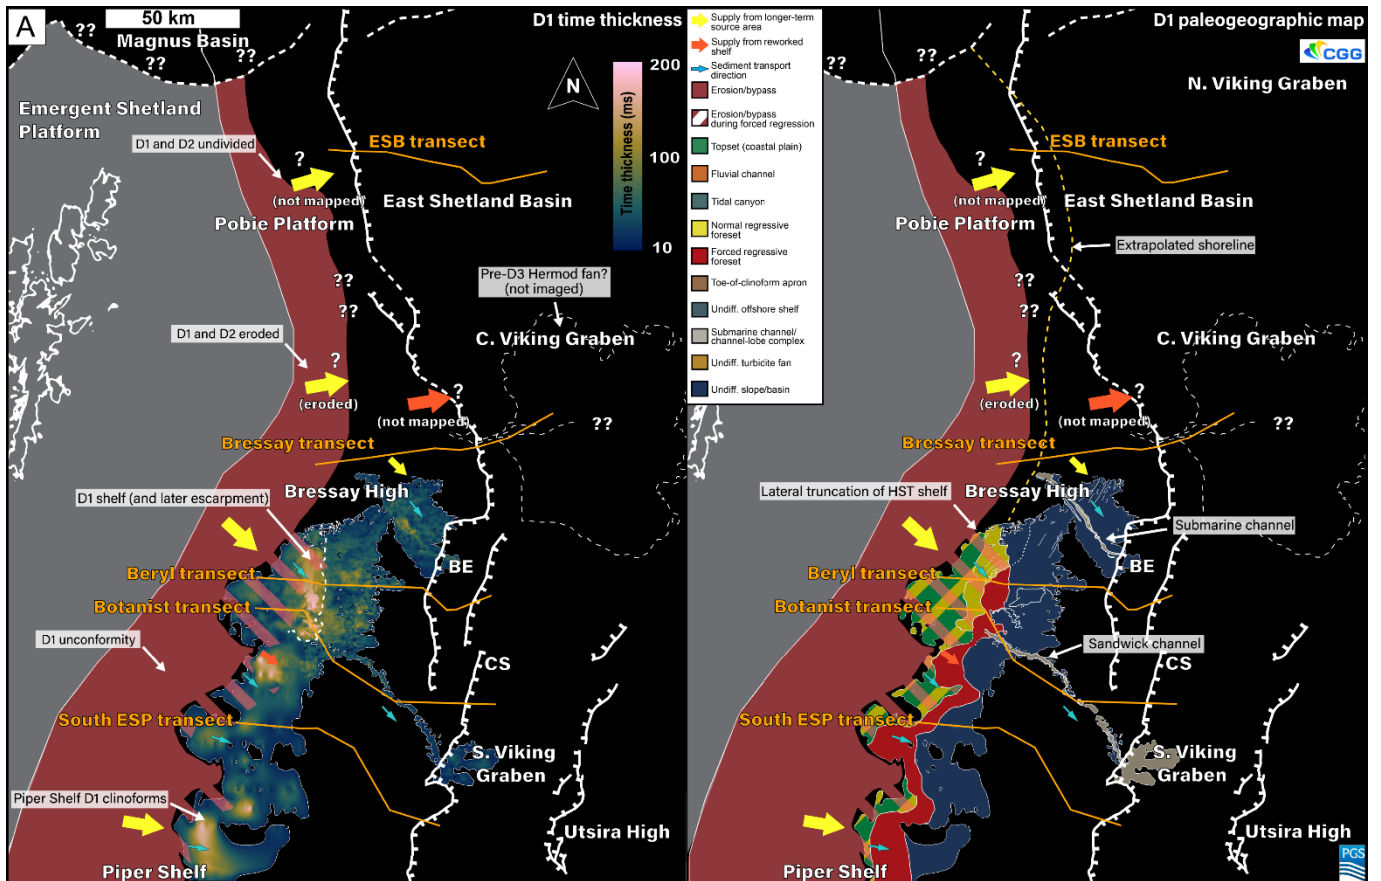 A
50 km
Magnus Basin
??
??
??
??
D1 time thickness
N
200
100
10
Time thickness (ms)
Emergent Shetland
Platform
D1 and D2 undivided
?
(not mapped)
Pobie Platform
ESB transect
East Shetland Basin
??
??
Pre-D3 Hermod fan?
(not imaged)
D1 and D2 eroded
?
(eroded)
C. Viking Graben
?
(not mapped)
??
Bressay transect
D1 shelf (and later escarpment)
Bressay High
BE
Beryl transect
Botanist transect
D1 unconformity
CS
South ESP transect
S. Viking
Graben
Piper Shelf D1 clinoforms
Utsira High
Piper Shelf
Supply from longer-term
source area
Supply from reworked
shelf
Sediment transport
direction
Erosion/bypass
Erosion/bypass
during forced regression
Topset (coastal plain)
Fluvial channel
Tidal canyon
Normal regressive
foreset
Forced regressive
foreset
Toe-of-clinoform apron
Undiff. offshore shelf
Submarine channel/
channel-lobe complex
Undiff. turbicite fan
Undiff. slope/basin
D1 paleogeographic map
CGG
??
??
??
N. Viking Graben
ESB transect
?
(not mapped)
Pobie Platform
East Shetland Basin
Extrapolated shoreline
??
??
C. Viking Graben
?
(eroded)
?
(not mapped)
??
Bressay transect
Lateral truncation of HST shelf
Bressay High
Submarine channel
BE
Beryl transect
Botanist transect
Sandwick channel
CS
South ESP transect
S. Viking
Graben
Utsira High
Piper Shelf
PGS